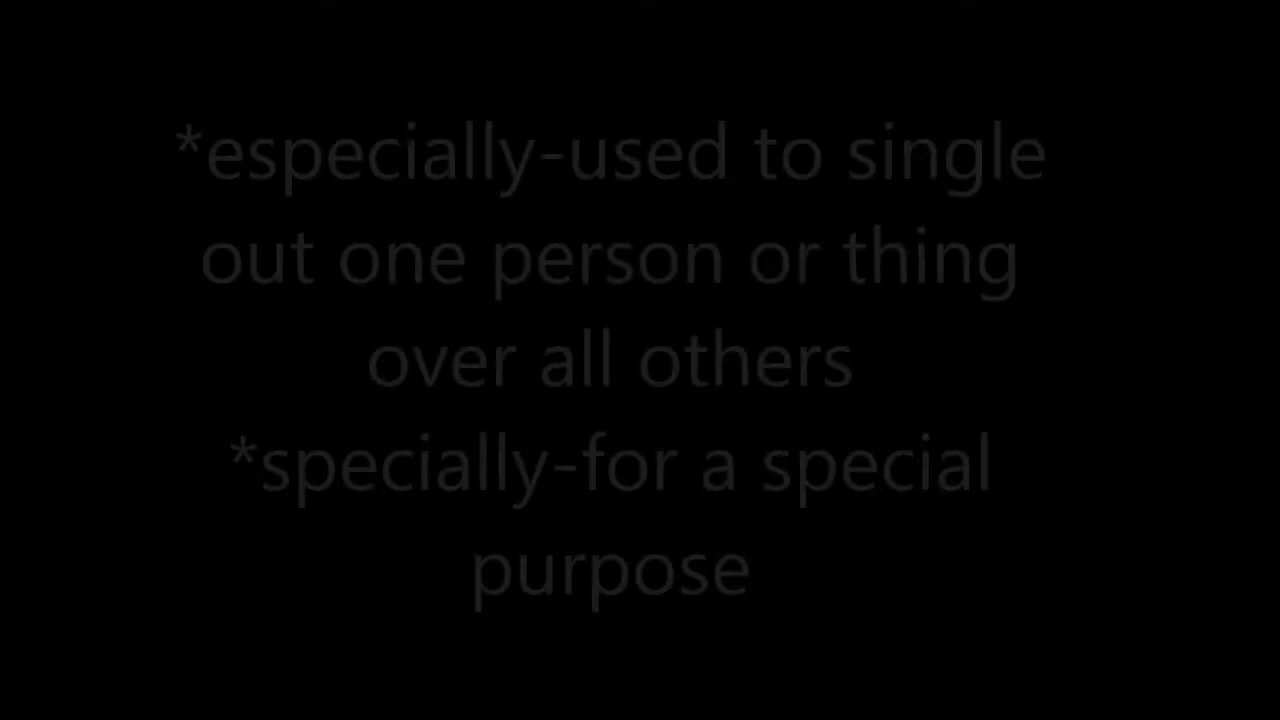 *especially-used to single
out one person or thing
over all others
*specially-for a special
purpose